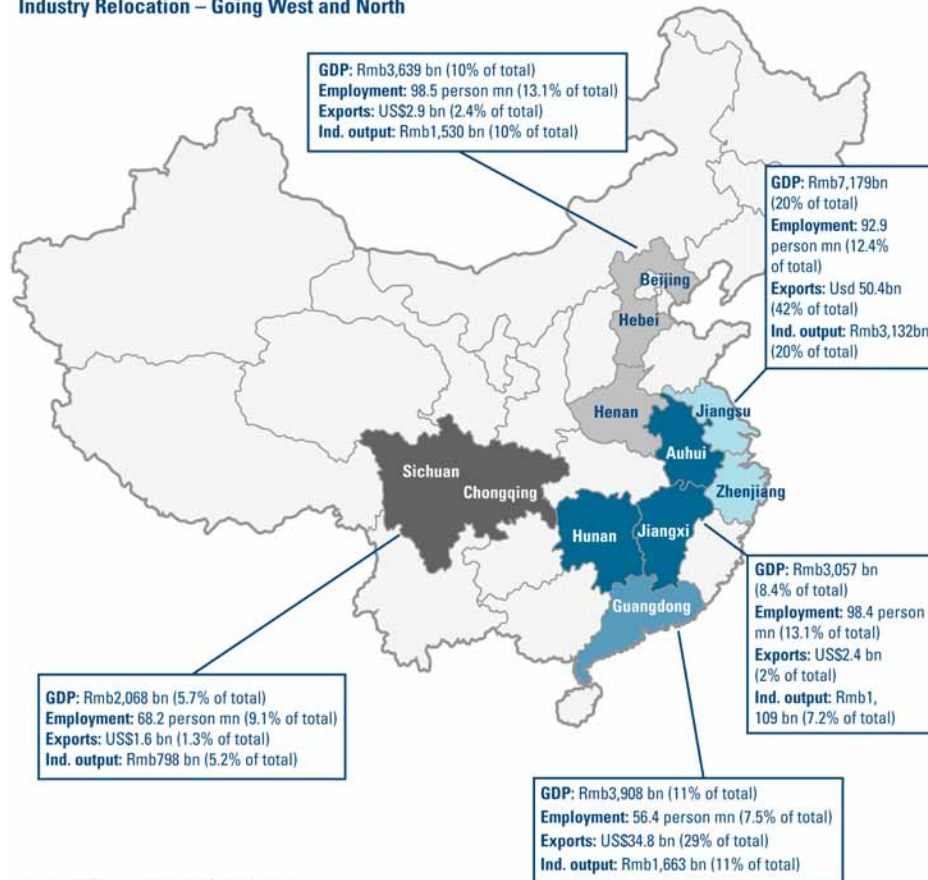 Industry Relocation – Going West and North
GDP: Rmb3,639 bn (10% of total)
Employment: 98.5 person mn (13.1% of total)
Exports: US$2.9 bn (2.4% of total)
Ind. output: Rmb1,530 bn (10% of total)
GDP: Rmb7,179bn
(20% of total)
Employment: 92.9
person mn (12.4%
of total)
Exports: Usd 50.4bn
(42% of total)
Ind. output: Rmb3,132bn
(20% of total)
Beijing
Hebei
Henan
Jiangsu
Auhui
Sichuan
Chongqing
Zhenjiang
Hunan
Jiangxi
Guangdong
GDP: Rmb3,057 bn
(8.4% of total)
Employment: 98.4 person
mn (13.1% of total)
Exports: US$2.4 bn
(2% of total)
Ind. output: Rmb1,
109 bn (7.2% of total)
GDP: Rmb2,068 bn (5.7% of total)
Employment: 68.2 person mn (9.1% of total)
Exports: US$1.6 bn (1.3% of total)
Ind. output: Rmb798 bn (5.2% of total)
GDP: Rmb3,908 bn (11% of total)
Employment: 56.4 person mn (7.5% of total)
Exports: US$34.8 bn (29% of total)
Ind. output: Rmb1,663 bn (11% of total)